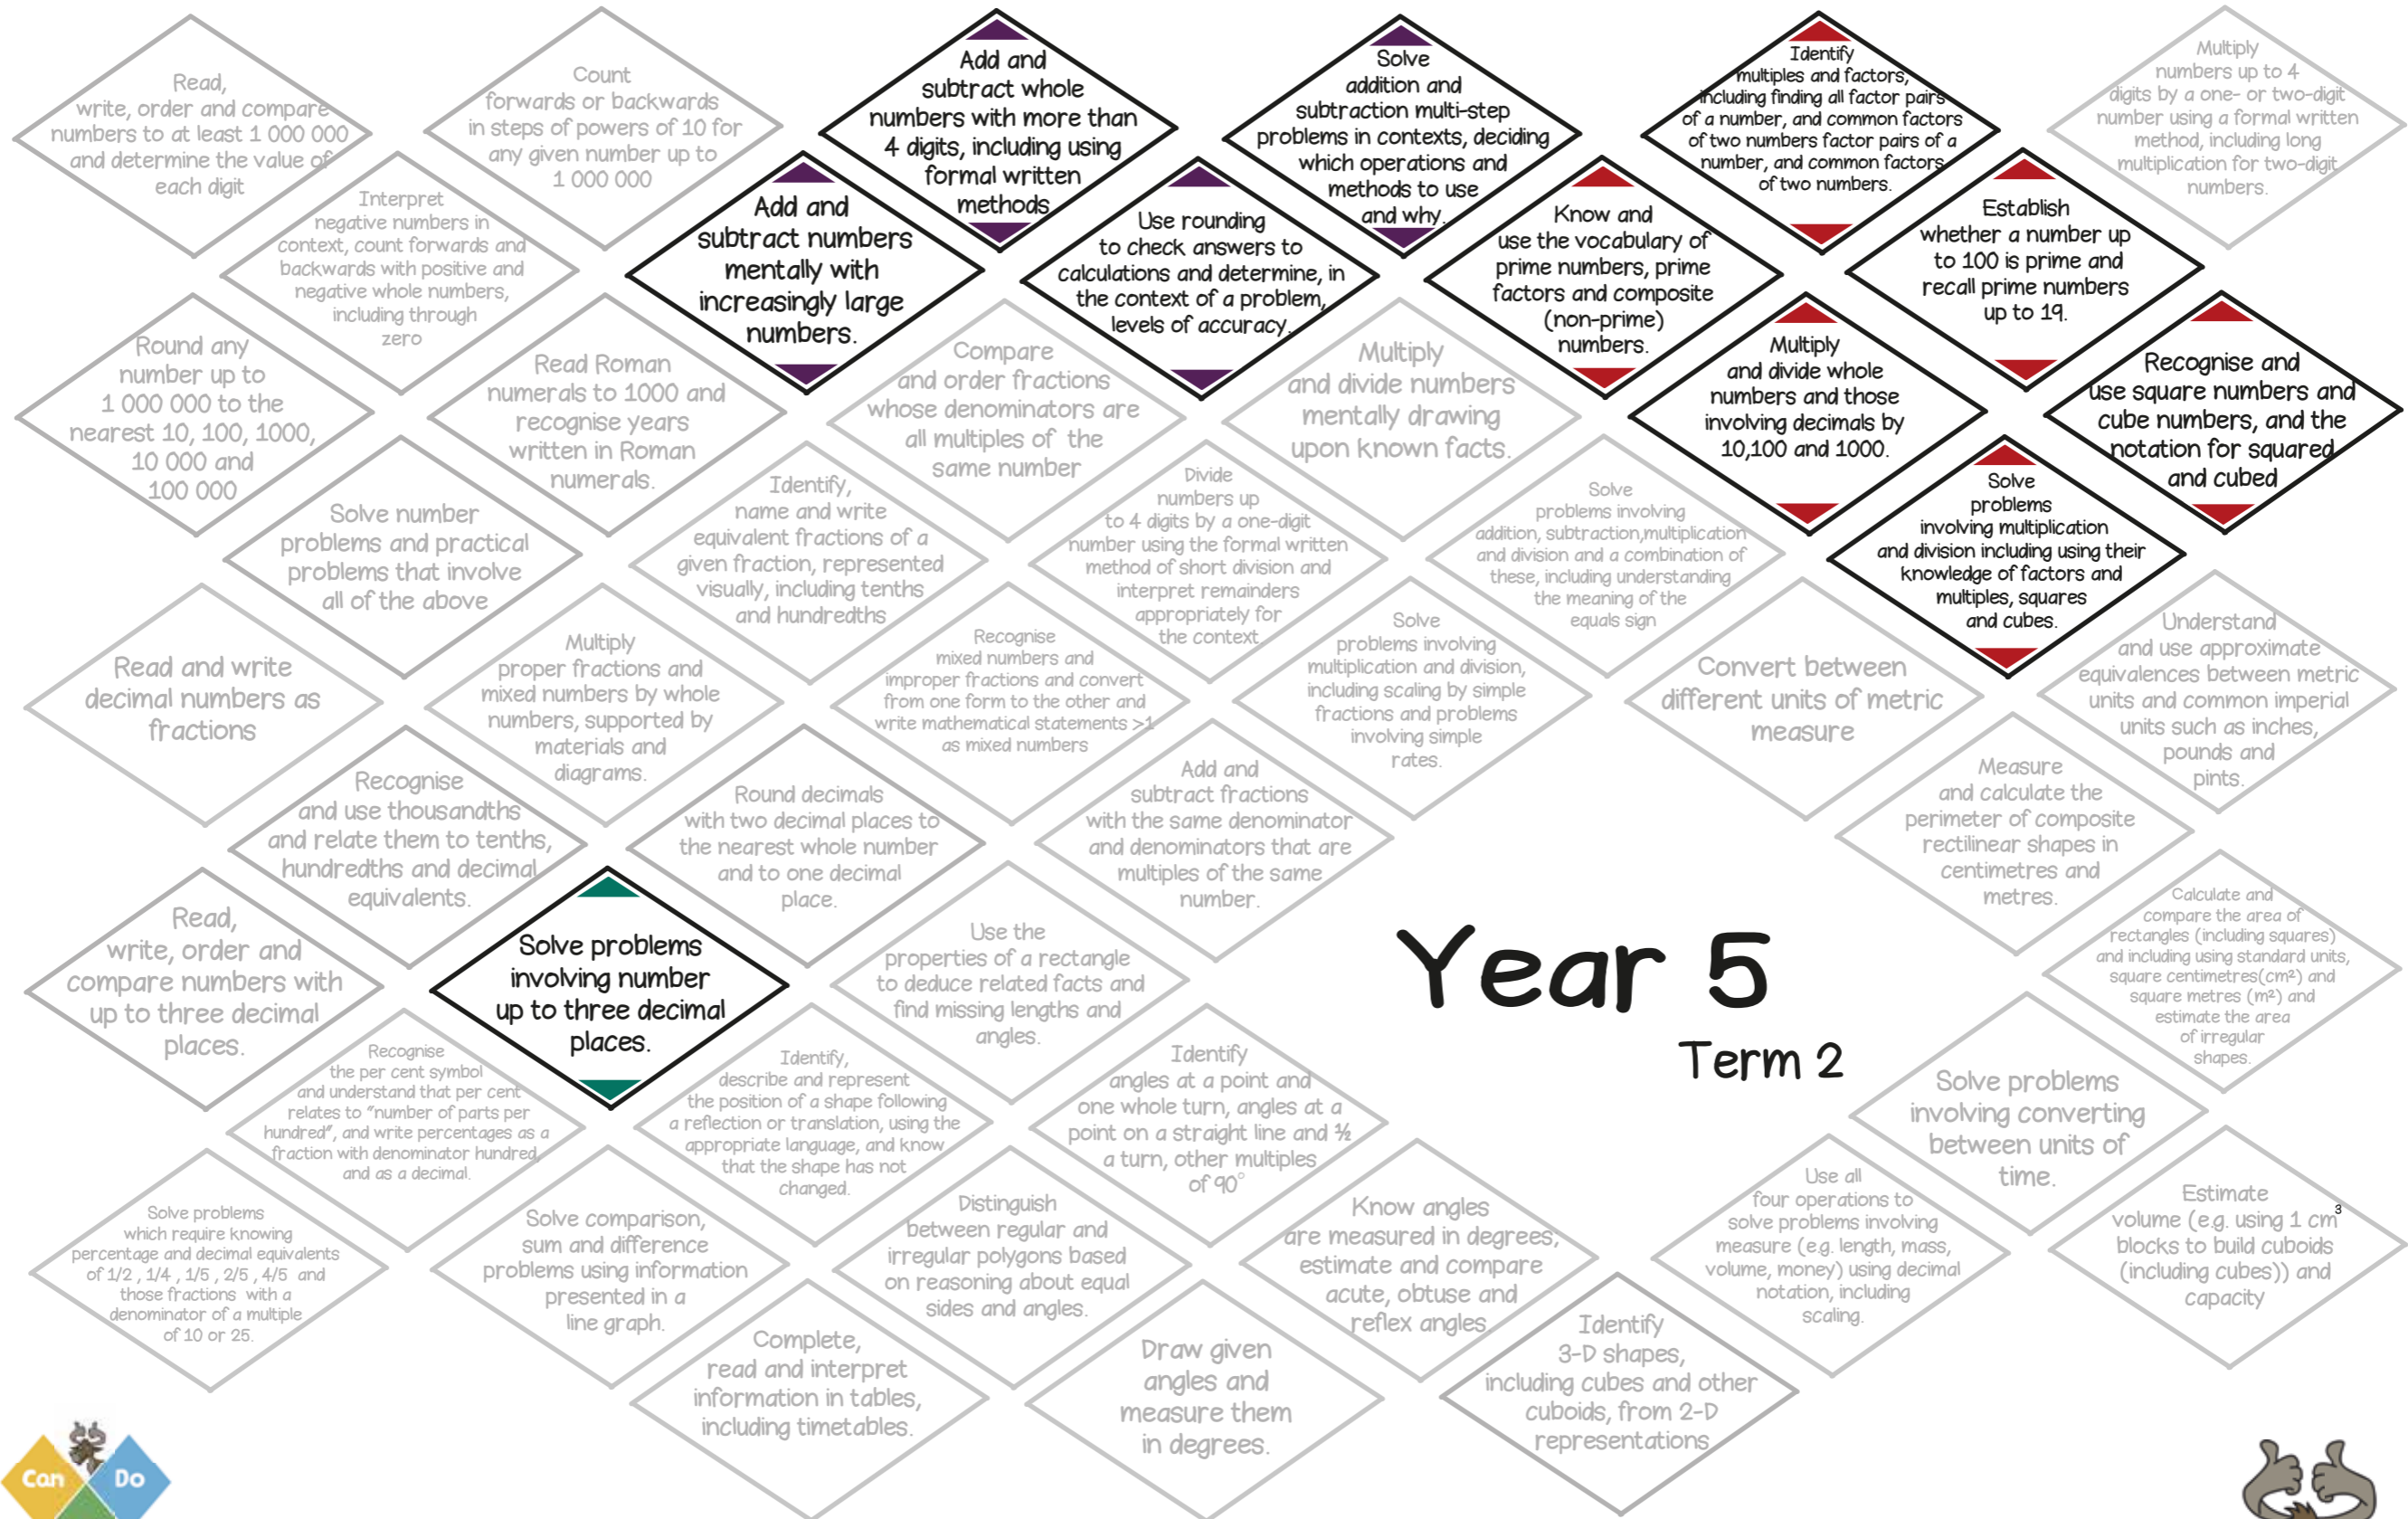 Read,
write, order and compare
numbers to at least 1 000 000
and determine the value of
each digit
Count
forwards or backwards
in steps of powers of 10 for
any given number up to
1 000 000
Add and
subtract whole
numbers with more than
4 digits, including using
formal written
methods
Solve
addition and
subtraction multi-step
problems in contexts, deciding
which operations and
methods to use
and why.
Identify
multiples and factors,
including finding all factor pairs
of a number, and common factors
of two numbers factor pairs of a
number, and common factors
of two numbers.
Multiply
numbers up to 4
digits by a one- or two-digit
number using a formal written
method, including long
multiplication for two-digit
numbers.
Interpret
negative numbers in
context, count forwards and
backwards with positive and
negative whole numbers,
including through
zero
Add and
subtract numbers
mentally with
increasingly large
numbers.
Use rounding
to check answers to
calculations and determine, in
the context of a problem,
levels of accuracy.
Know and
use the vocabulary of
prime numbers, prime
factors and composite
(non-prime)
numbers.
Establish
whether a number up
to 100 is prime and
recall prime numbers
up to 19.
Round any
number up to
1 000 000 to the
nearest 10, 100, 1000,
10 000 and
100 000
Read Roman
numerals to 1000 and
recognise years
written in Roman
numerals.
Compare
and order fractions
whose denominators are
all multiples of the
same number
Multiply
and divide numbers
mentally drawing
upon known facts.
Multiply
and divide whole
numbers and those
involving decimals by
10,100 and 1000.
Recognise and
use square numbers and
cube numbers, and the
notation for squared
and cubed
Solve number
problems and practical
problems that involve
all of the above
Identify,
name and write
equivalent fractions of a
given fraction, represented
visually, including tenths
and hundredths
Divide
numbers up
to 4 digits by a one-digit
number using the formal written
method of short division and
interpret remainders
appropriately for
the context
Solve
problems involving
addition, subtraction,multiplication
and division and a combination of
these, including understanding
the meaning of the
equals sign
Solve
problems
involving multiplication
and division including using their
knowledge of factors and
multiples, squares
and cubes.
Read and write
decimal numbers as
fractions
Multiply
proper fractions and
mixed numbers by whole
numbers, supported by
materials and
diagrams.
Recognise
mixed numbers and
improper fractions and convert
from one form to the other and
write mathematical statements >1
as mixed numbers
Solve
problems involving
multiplication and division,
including scaling by simple
fractions and problems
involving simple
rates.
Convert between
different units of metric
measure
Understand
and use approximate
equivalences between metric
units and common imperial
units such as inches,
pounds and
pints.
Recognise
and use thousandths
and relate them to tenths,
hundredths and decimal
equivalents.
Round decimals
with two decimal places to
the nearest whole number
and to one decimal
place.
Add and
subtract fractions
with the same denominator
and denominators that are
multiples of the same
number.
Measure
and calculate the
perimeter of composite
rectilinear shapes in
centimetres and
metres.
Read,
write, order and
compare numbers with
up to three decimal
places.
Solve problems
involving number
up to three decimal
places.
Use the
properties of a rectangle
to deduce related facts and
find missing lengths and
angles.
Year 5
Term 2
Calculate and
compare the area of
rectangles (including squares)
and including using standard units,
square centimetres(cm²) and
square metres (m²) and
estimate the area
of irregular
shapes.
Recognise
the per cent symbol
and understand that per cent
relates to "number of parts per
hundred", and write percentages as a
fraction with denominator hundred,
and as a decimal.
Identify,
describe and represent
the position of a shape following
a reflection or translation, using the
appropriate language, and know
that the shape has not
changed.
Identify
angles at a point and
one whole turn, angles at a
point on a straight line and ½
a turn, other multiples
of 90°
Solve problems
involving converting
between units of
time.
Solve problems
which require knowing
percentage and decimal equivalents
of 1/2 , 1/4 , 1/5 , 2/5 , 4/5 and
those fractions with a
denominator of a multiple
of 10 or 25.
Solve comparison,
sum and difference
problems using information
presented in a
line graph.
Distinguish
between regular and
irregular polygons based
on reasoning about equal
sides and angles.
Know angles
are measured in degrees;
estimate and compare
acute, obtuse and
reflex angles
Use all
four operations to
solve problems involving
measure (e.g. length, mass,
volume, money) using decimal
notation, including
scaling.
Estimate
volume (e.g. using 1 cm³
blocks to build cuboids
(including cubes)) and
capacity
Complete,
read and interpret
information in tables,
including timetables.
Draw given
angles and
measure them
in degrees.
Identify
3-D shapes,
including cubes and other
cuboids, from 2-D
representations
Can Do